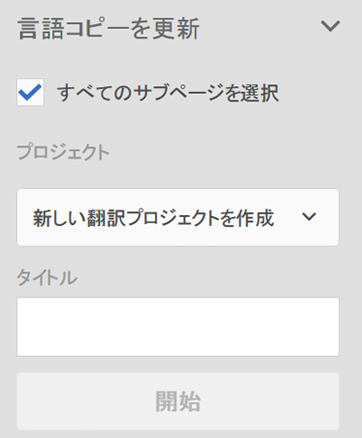 言語コピーを更新
すべてのサブページを選択
プロジェクト
新しい翻訳プロジェクトを作成
タイトル
開始